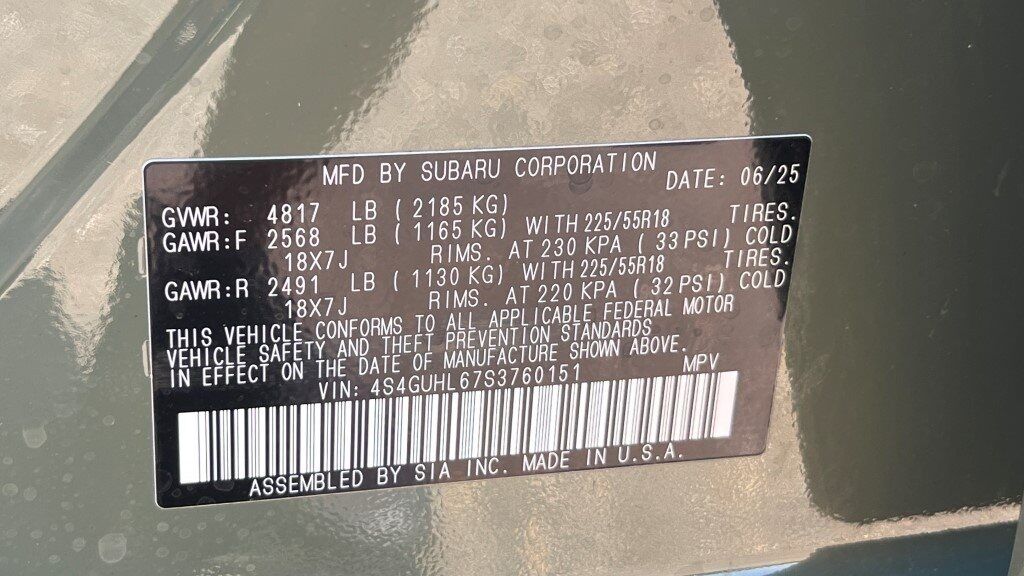 MFD BY SUBARU CORPORATION DATE: 06/25
GVWR: 4817 LB ( 2185 KG)
GAWR:F 2568 LB ( 1165 KG) WITH 225/55R18 TIRES.
18X7J RIMS. AT 230 KPA ( 33 PSI) COLD
GAWR:R 2491 LB ( 1130 KG) WITH 225/55R18 TIRES.
18X7J RIMS. AT 220 KPA ( 32 PSI) COLD
THIS VEHICLE CONFORMS TO ALL APPLICABLE FEDERAL MOTOR
VEHICLE SAFETY AND THEFT PREVENTION STANDARDS
IN EFFECT ON THE DATE OF MANUFACTURE SHOWN ABOVE.
VIN: 4S4GUHL67S3760151 MPV
ASSEMBLED BY SIA INC. MADE IN U.S.A.